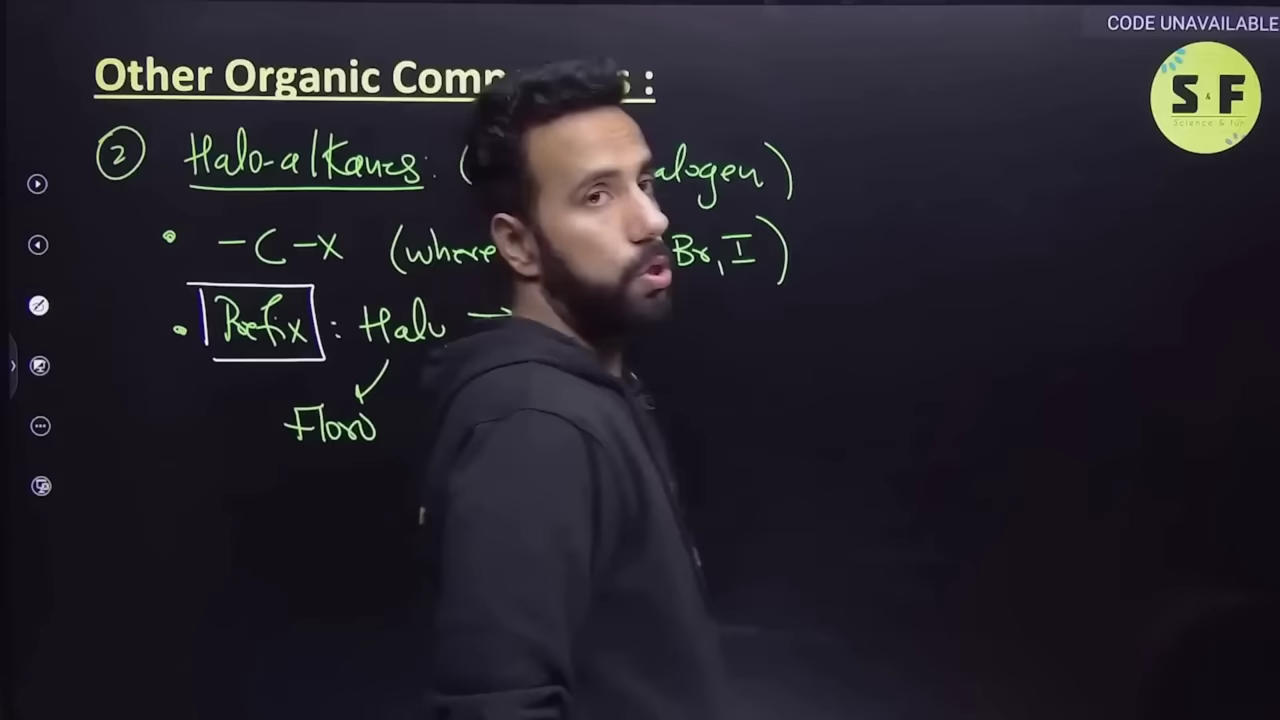 CODE UNAVAILABLE
S & F
Science & fun
Other Organic Comp s :
2 Halo-alkanes : ( alogen )
• -C-X (where Br, I )
• Prefix : Halo →
Floro